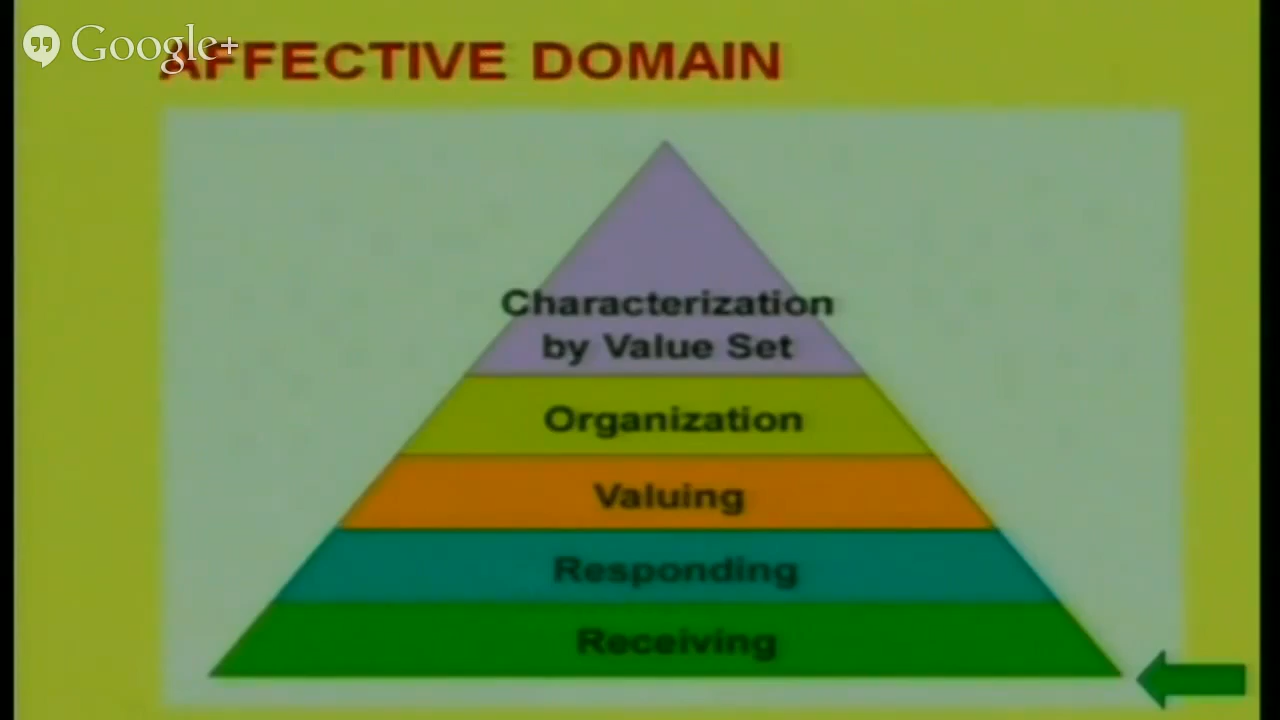 Google+
AFFECTIVE DOMAIN
Characterization
by Value Set
Organization
Valuing
Responding
Receiving